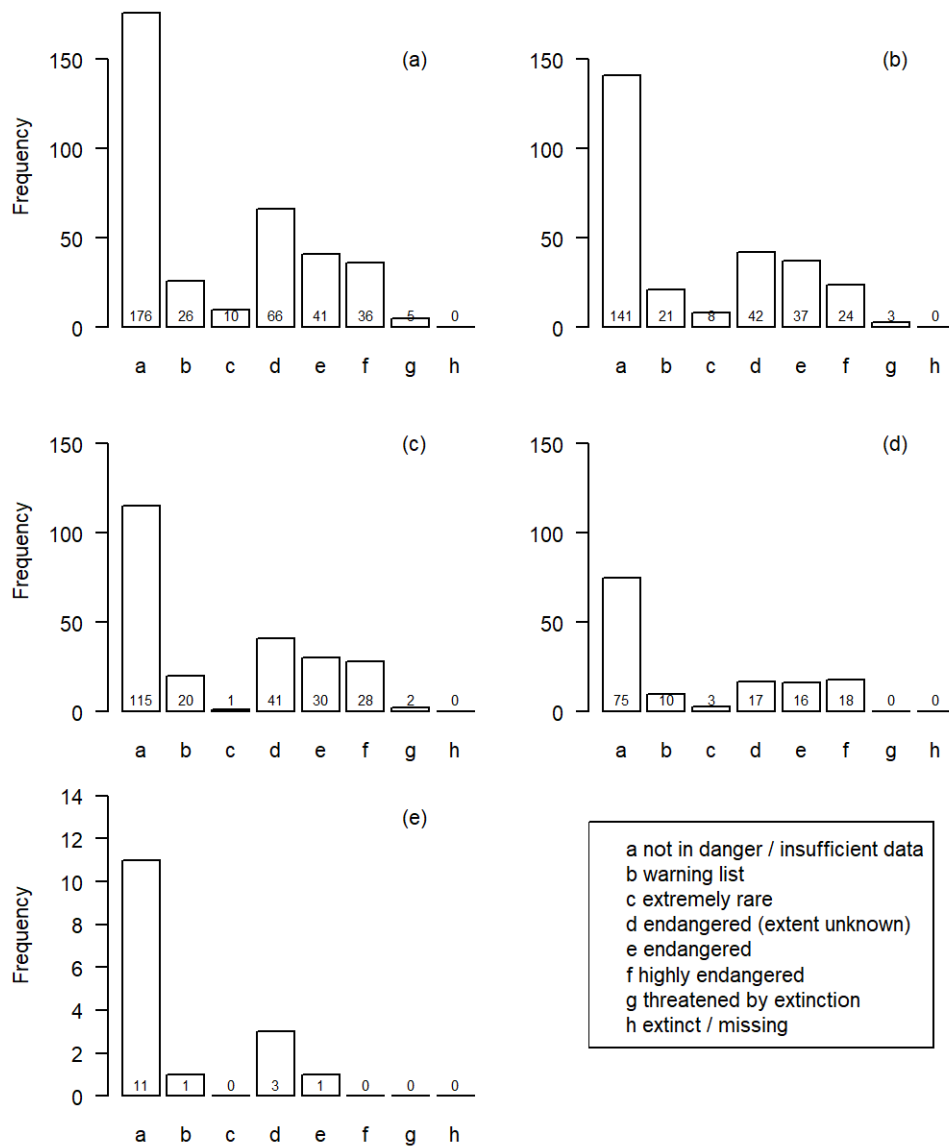 (a)
150
100
50
0
Frequency
176 26 10 66 41 36 5 0
a b c d e f g h
(b)
150
100
50
0
141 21 8 42 37 24 3 0
a b c d e f g h
(c)
150
100
50
0
Frequency
115 20 1 41 30 28 2 0
a b c d e f g h
(d)
150
100
50
0
75 10 3 17 16 18 0 0
a b c d e f g h
(e)
14
12
10
8
6
4
2
0
Frequency
11 1 0 3 1 0 0 0
a b c d e f g h
a not in danger / insufficient data
b warning list
c extremely rare
d endangered (extent unknown)
e endangered
f highly endangered
g threatened by extinction
h extinct / missing